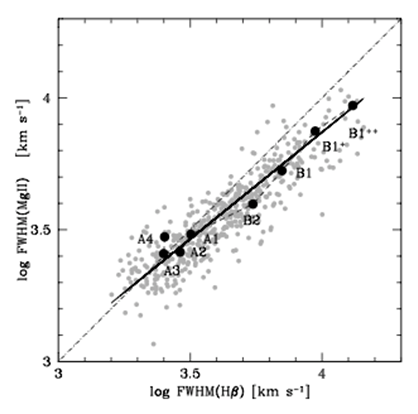 4
3.5
3
log FWHM(MgII) [km s⁻¹]
B1⁺⁺
B1⁺
B1
B2
A1
A4
A2
A3
3 3.5 4
log FWHM(Hβ) [km s⁻¹]